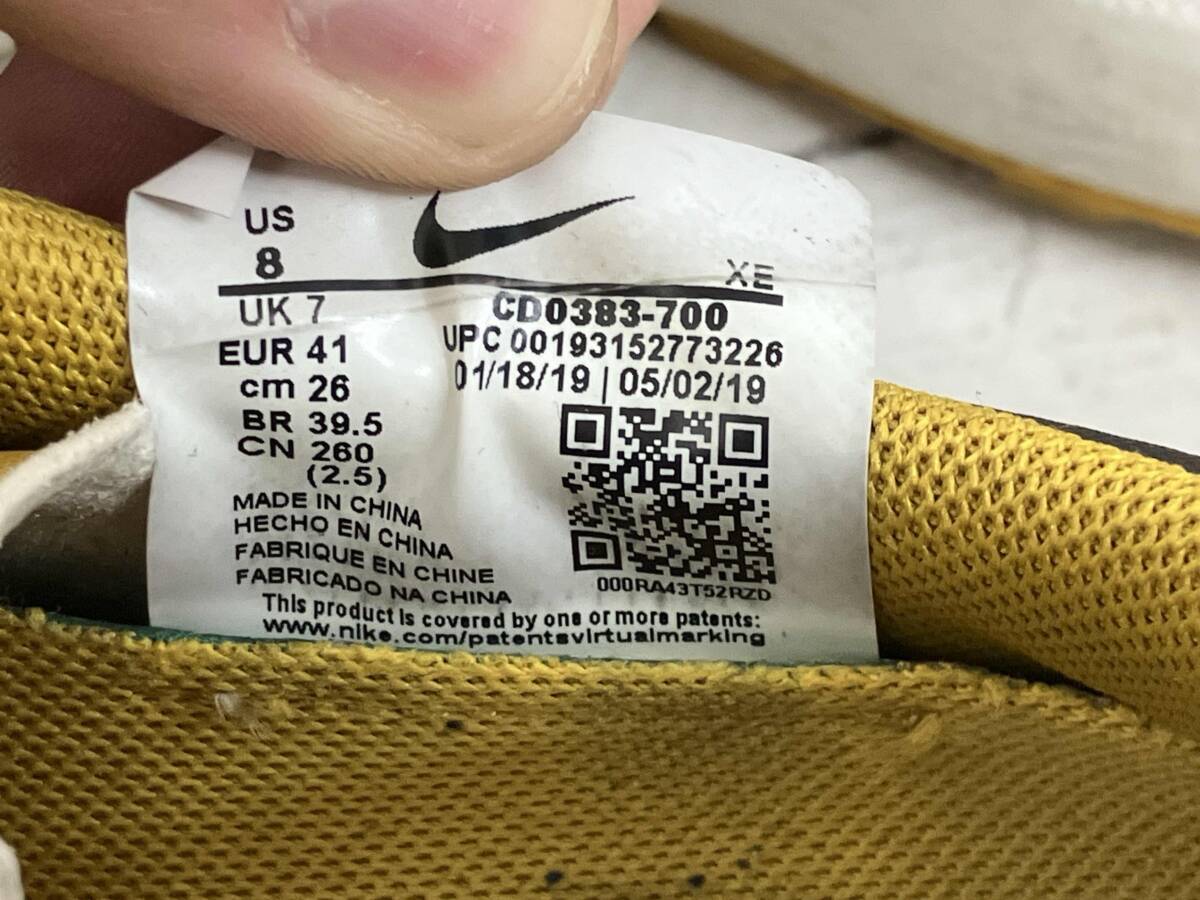 US
8
XE
UK 7
EUR 41
cm 26
BR 39.5
CN 260
(2.5)
CD0383-700
UPC 00193152773226
01/18/19 | 05/02/19
MADE IN CHINA
HECHO EN CHINA
FABRIQUE EN CHINE
FABRICADO NA CHINA
000RA43T52RZD
This product is covered by one or more patents:
www.nike.com/patentsvirtualmarking